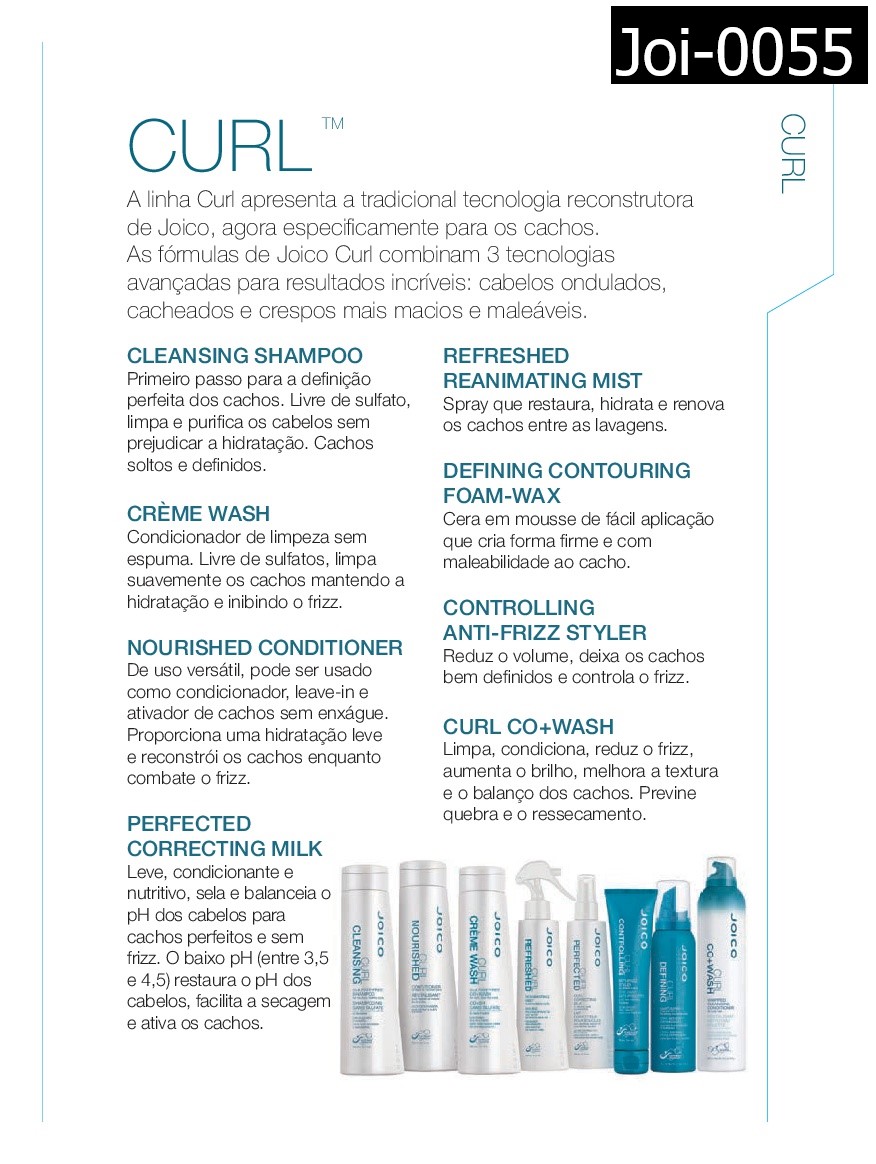 Joi-0055
CURL
CURL™
A linha Curl apresenta a tradicional tecnologia reconstrutora
de Joico, agora especificamente para os cachos.
As fórmulas de Joico Curl combinam 3 tecnologias
avançadas para resultados incríveis: cabelos ondulados,
cacheados e crespos mais macios e maleáveis.
CLEANSING SHAMPOO
Primeiro passo para a definição
perfeita dos cachos. Livre de sulfato,
limpa e purifica os cabelos sem
prejudicar a hidratação. Cachos
soltos e definidos.
CRÈME WASH
Condicionador de limpeza sem
espuma. Livre de sulfatos, limpa
suavemente os cachos mantendo a
hidratação e inibindo o frizz.
NOURISHED CONDITIONER
De uso versátil, pode ser usado
como condicionador, leave-in e
ativador de cachos sem enxágue.
Proporciona uma hidratação leve
e reconstrói os cachos enquanto
combate o frizz.
PERFECTED
CORRECTING MILK
Leve, condicionante e
nutritivo, sela e balanceia o
pH dos cabelos para
cachos perfeitos e sem
frizz. O baixo pH (entre 3,5
e 4,5) restaura o pH dos
cabelos, facilita a secagem
e ativa os cachos.
REFRESHED
REANIMATING MIST
Spray que restaura, hidrata e renova
os cachos entre as lavagens.
DEFINING CONTOURING
FOAM-WAX
Cera em mousse de fácil aplicação
que cria forma firme e com
maleabilidade ao cacho.
CONTROLLING
ANTI-FRIZZ STYLER
Reduz o volume, deixa os cachos
bem definidos e controla o frizz.
CURL CO+WASH
Limpa, condiciona, reduz o frizz,
aumenta o brilho, melhora a textura
e o balanço dos cachos. Previne
quebra e o ressecamento.
JOICO
CURL
CLEANSING
JOICO
CURL
NOURISHED
JOICO
CURL
CRÈME WASH
JOICO
CURL
REFRESHED
JOICO
CURL
PERFECTED
JOICO
CURL
CONTROLLING
JOICO
CURL
DEFINING
JOICO
CURL
CO+WASH